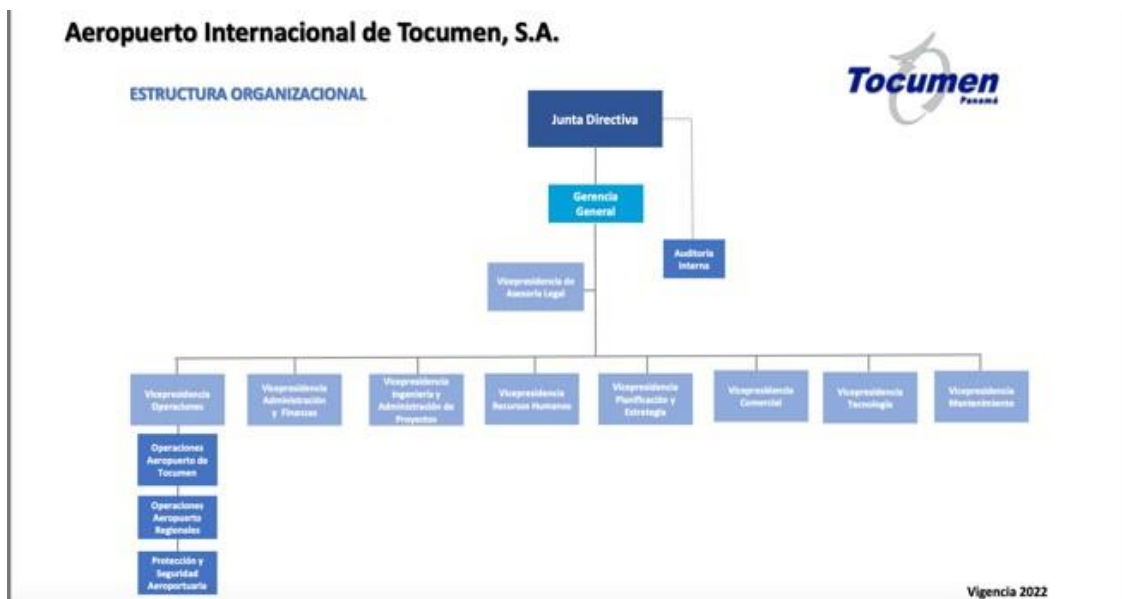 Aeropuerto Internacional de Tocumen, S.A.
ESTRUCTURA ORGANIZACIONAL
Tocumen
Panamá
Junta Directiva
Gerencia
General
Auditoría
Interna
Vicepresidencia de
Asesoría Legal
Vicepresidencia
Operaciones
Vicepresidencia
Administración
y Finanzas
Vicepresidencia
Ingeniería y
Administración de
Proyectos
Vicepresidencia
Recursos Humanos
Vicepresidencia
Planificación y
Estrategia
Vicepresidencia
Comercial
Vicepresidencia
Tecnología
Vicepresidencia
Mantenimiento
Operaciones
Aeropuerto de
Tocumen
Operaciones
Aeropuerto
Regionales
Protección y
Seguridad
Aeroportuaria
Vigencia 2022